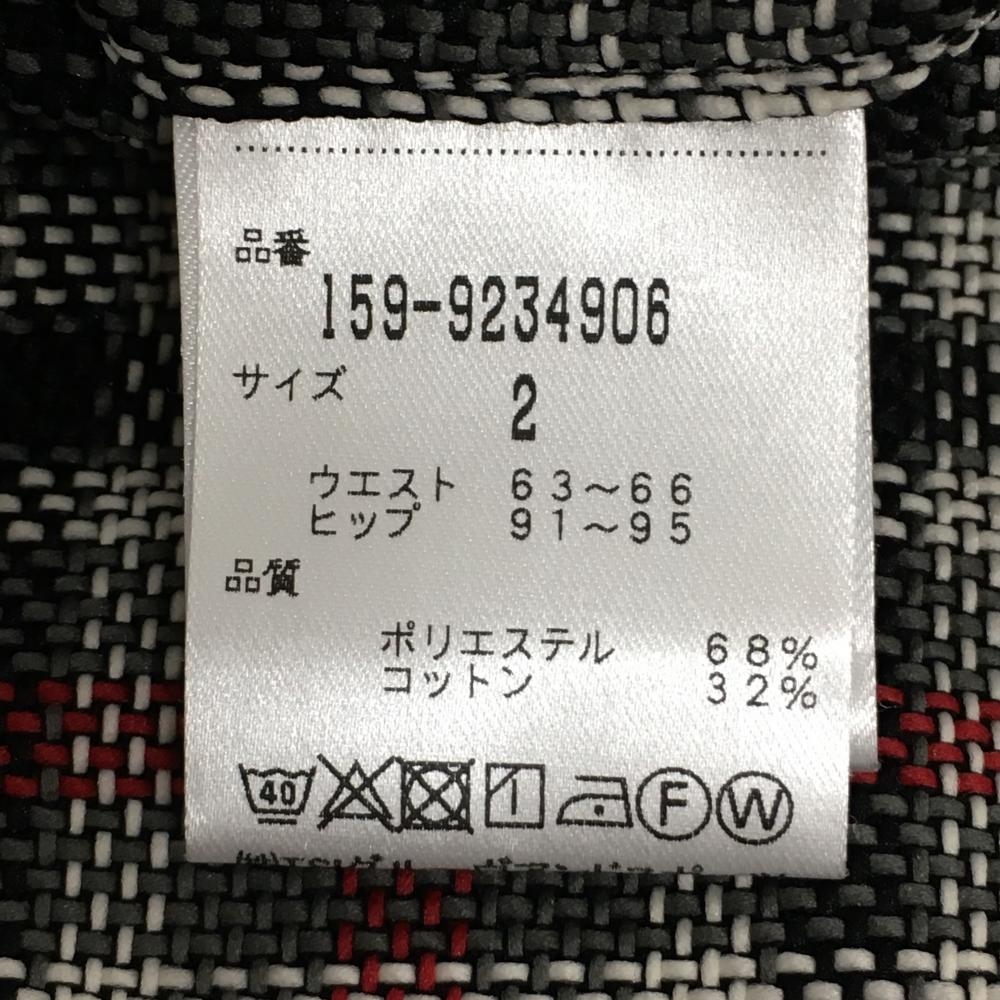 品番
159-9234906
サイズ 2
ウエスト 63～66
ヒップ 91～95
品質
ポリエステル 68%
コットン 32%
40 F W